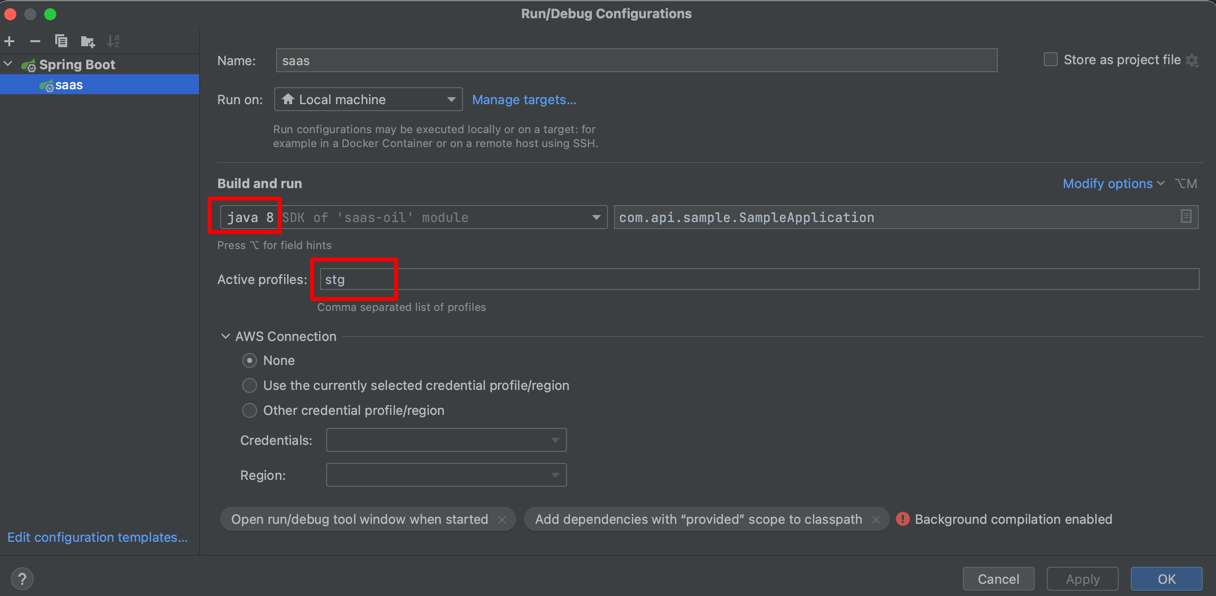 Run/Debug Configurations
Spring Boot
saas
Name: saas
Store as project file
Run on: Local machine Manage targets...
Run configurations may be executed locally or on a target: for
example in a Docker Container or on a remote host using SSH.
Build and run
Modify options ⌥M
java 8 SDK of 'saas-oil' module
com.api.sample.SampleApplication
Press ⌥ for field hints
Active profiles: stg
Comma separated list of profiles
AWS Connection
None
Use the currently selected credential profile/region
Other credential profile/region
Credentials:
Region:
Open run/debug tool window when started × Add dependencies with “provided” scope to classpath × Background compilation enabled
Edit configuration templates...
? Cancel Apply OK